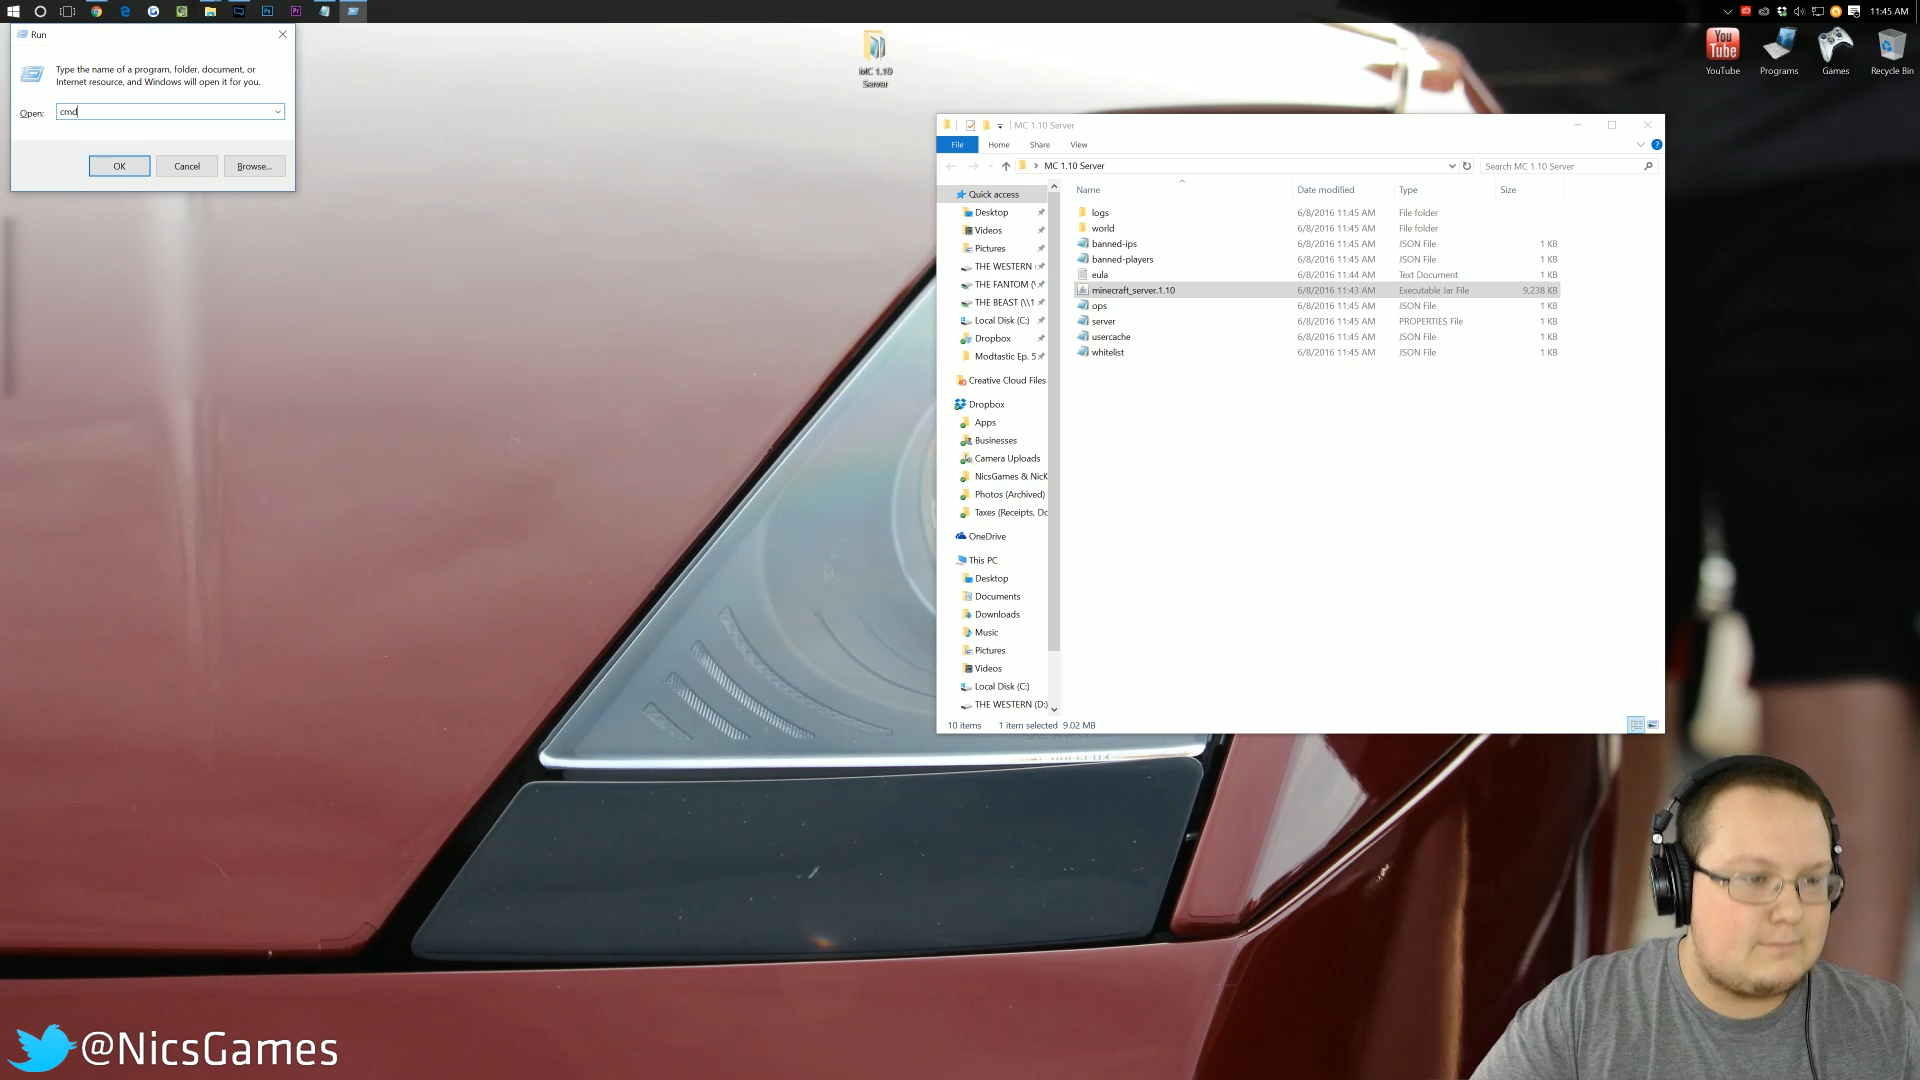 11:45 AM
Run
Type the name of a program, folder, document, or
Internet resource, and Windows will open it for you.
Open:
cmd
OK
Cancel
Browse...
MC 1.10
Server
You
Tube
YouTube
Programs
Games
Recycle Bin
MC 1.10 Server
File
Home
Share
View
MC 1.10 Server
Search MC 1.10 Server
Name
Date modified
Type
Size
Quick access
Desktop
Videos
Pictures
THE WESTERN
THE FANTOM (\
THE BEAST (\\1
Local Disk (C:)
Dropbox
Modtastic Ep. 5
Creative Cloud Files
Dropbox
Apps
Businesses
Camera Uploads
NicsGames & NicK
Photos (Archived)
Taxes (Receipts, Dc
OneDrive
This PC
Desktop
Documents
Downloads
Music
Pictures
Videos
Local Disk (C:)
THE WESTERN (D:)
logs 6/8/2016 11:45 AM File folder
world 6/8/2016 11:45 AM File folder
banned-ips 6/8/2016 11:45 AM JSON File 1 KB
banned-players 6/8/2016 11:45 AM JSON File 1 KB
eula 6/8/2016 11:44 AM Text Document 1 KB
minecraft_server.1.10 6/8/2016 11:43 AM Executable Jar File 9,238 KB
ops 6/8/2016 11:45 AM JSON File 1 KB
server 6/8/2016 11:45 AM PROPERTIES File 1 KB
usercache 6/8/2016 11:45 AM JSON File 1 KB
whitelist 6/8/2016 11:45 AM JSON File 1 KB
10 items
1 item selected 9.02 MB
@NicsGames